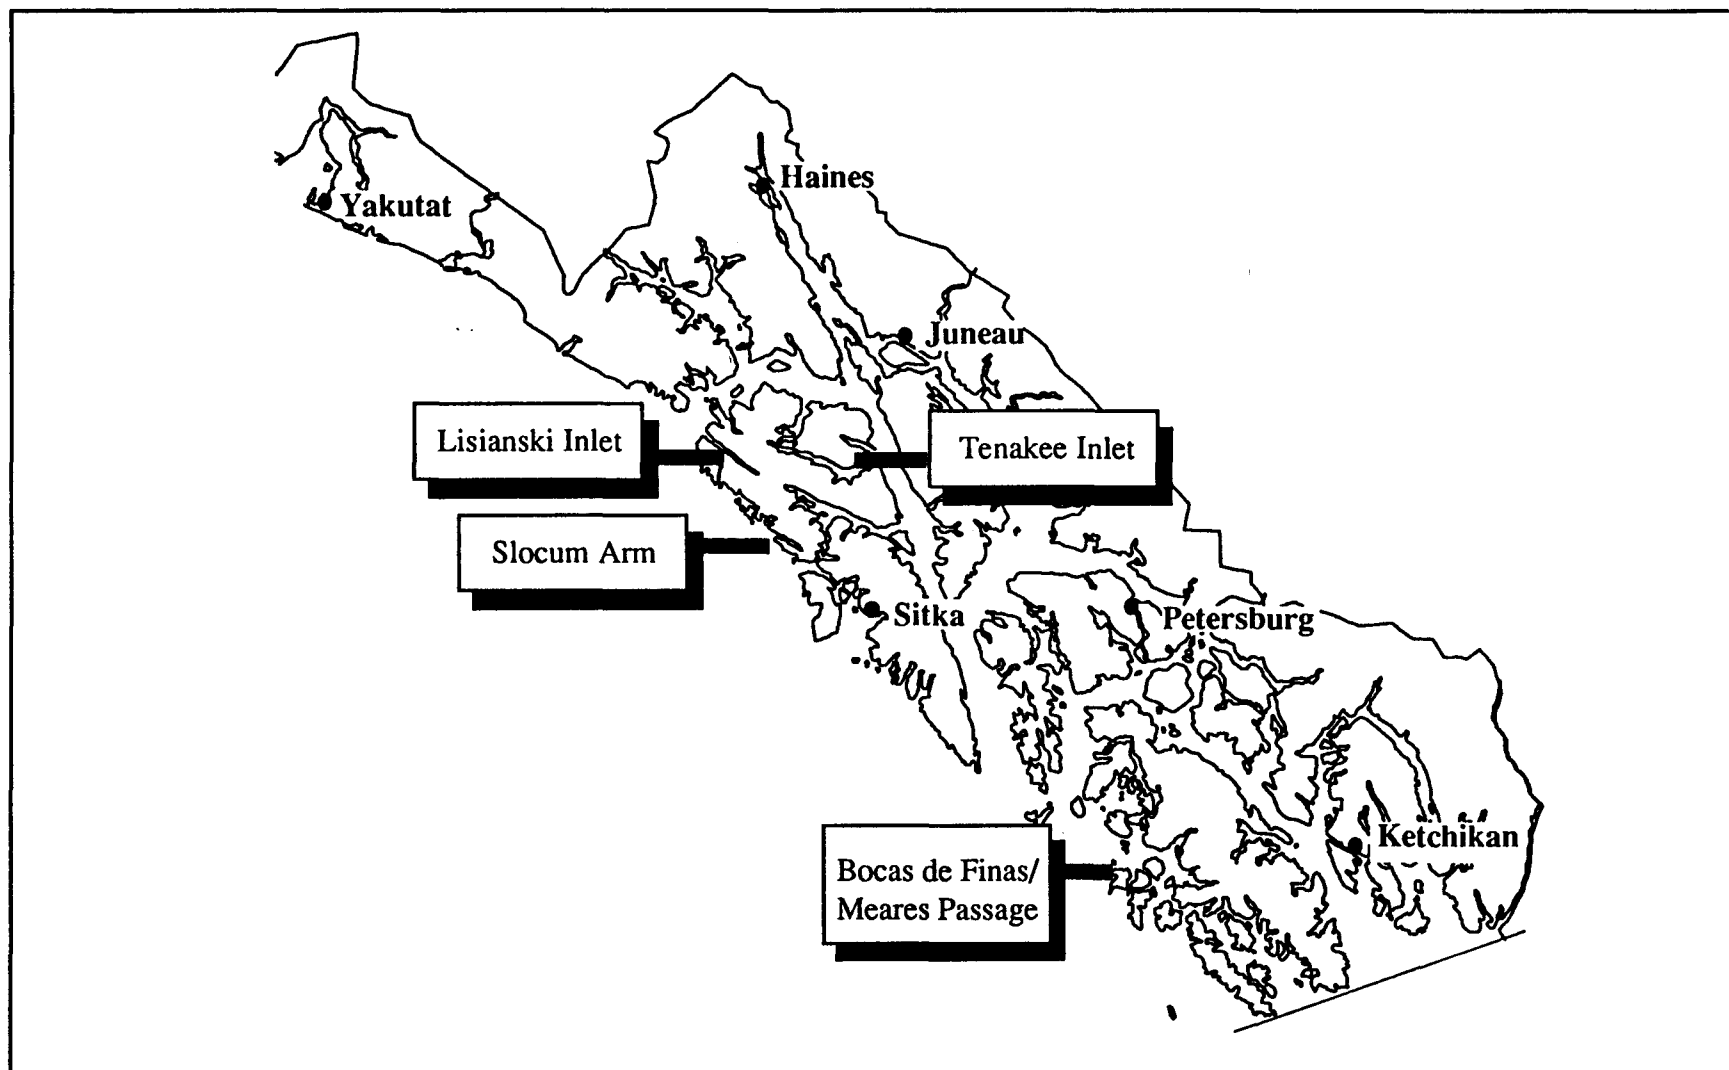 Haines
Yakutat
Juneau
Lisianski Inlet
Tenakee Inlet
Slocum Arm
Sitka
Petersburg
Ketchikan
Bocas de Finas/
Meares Passage